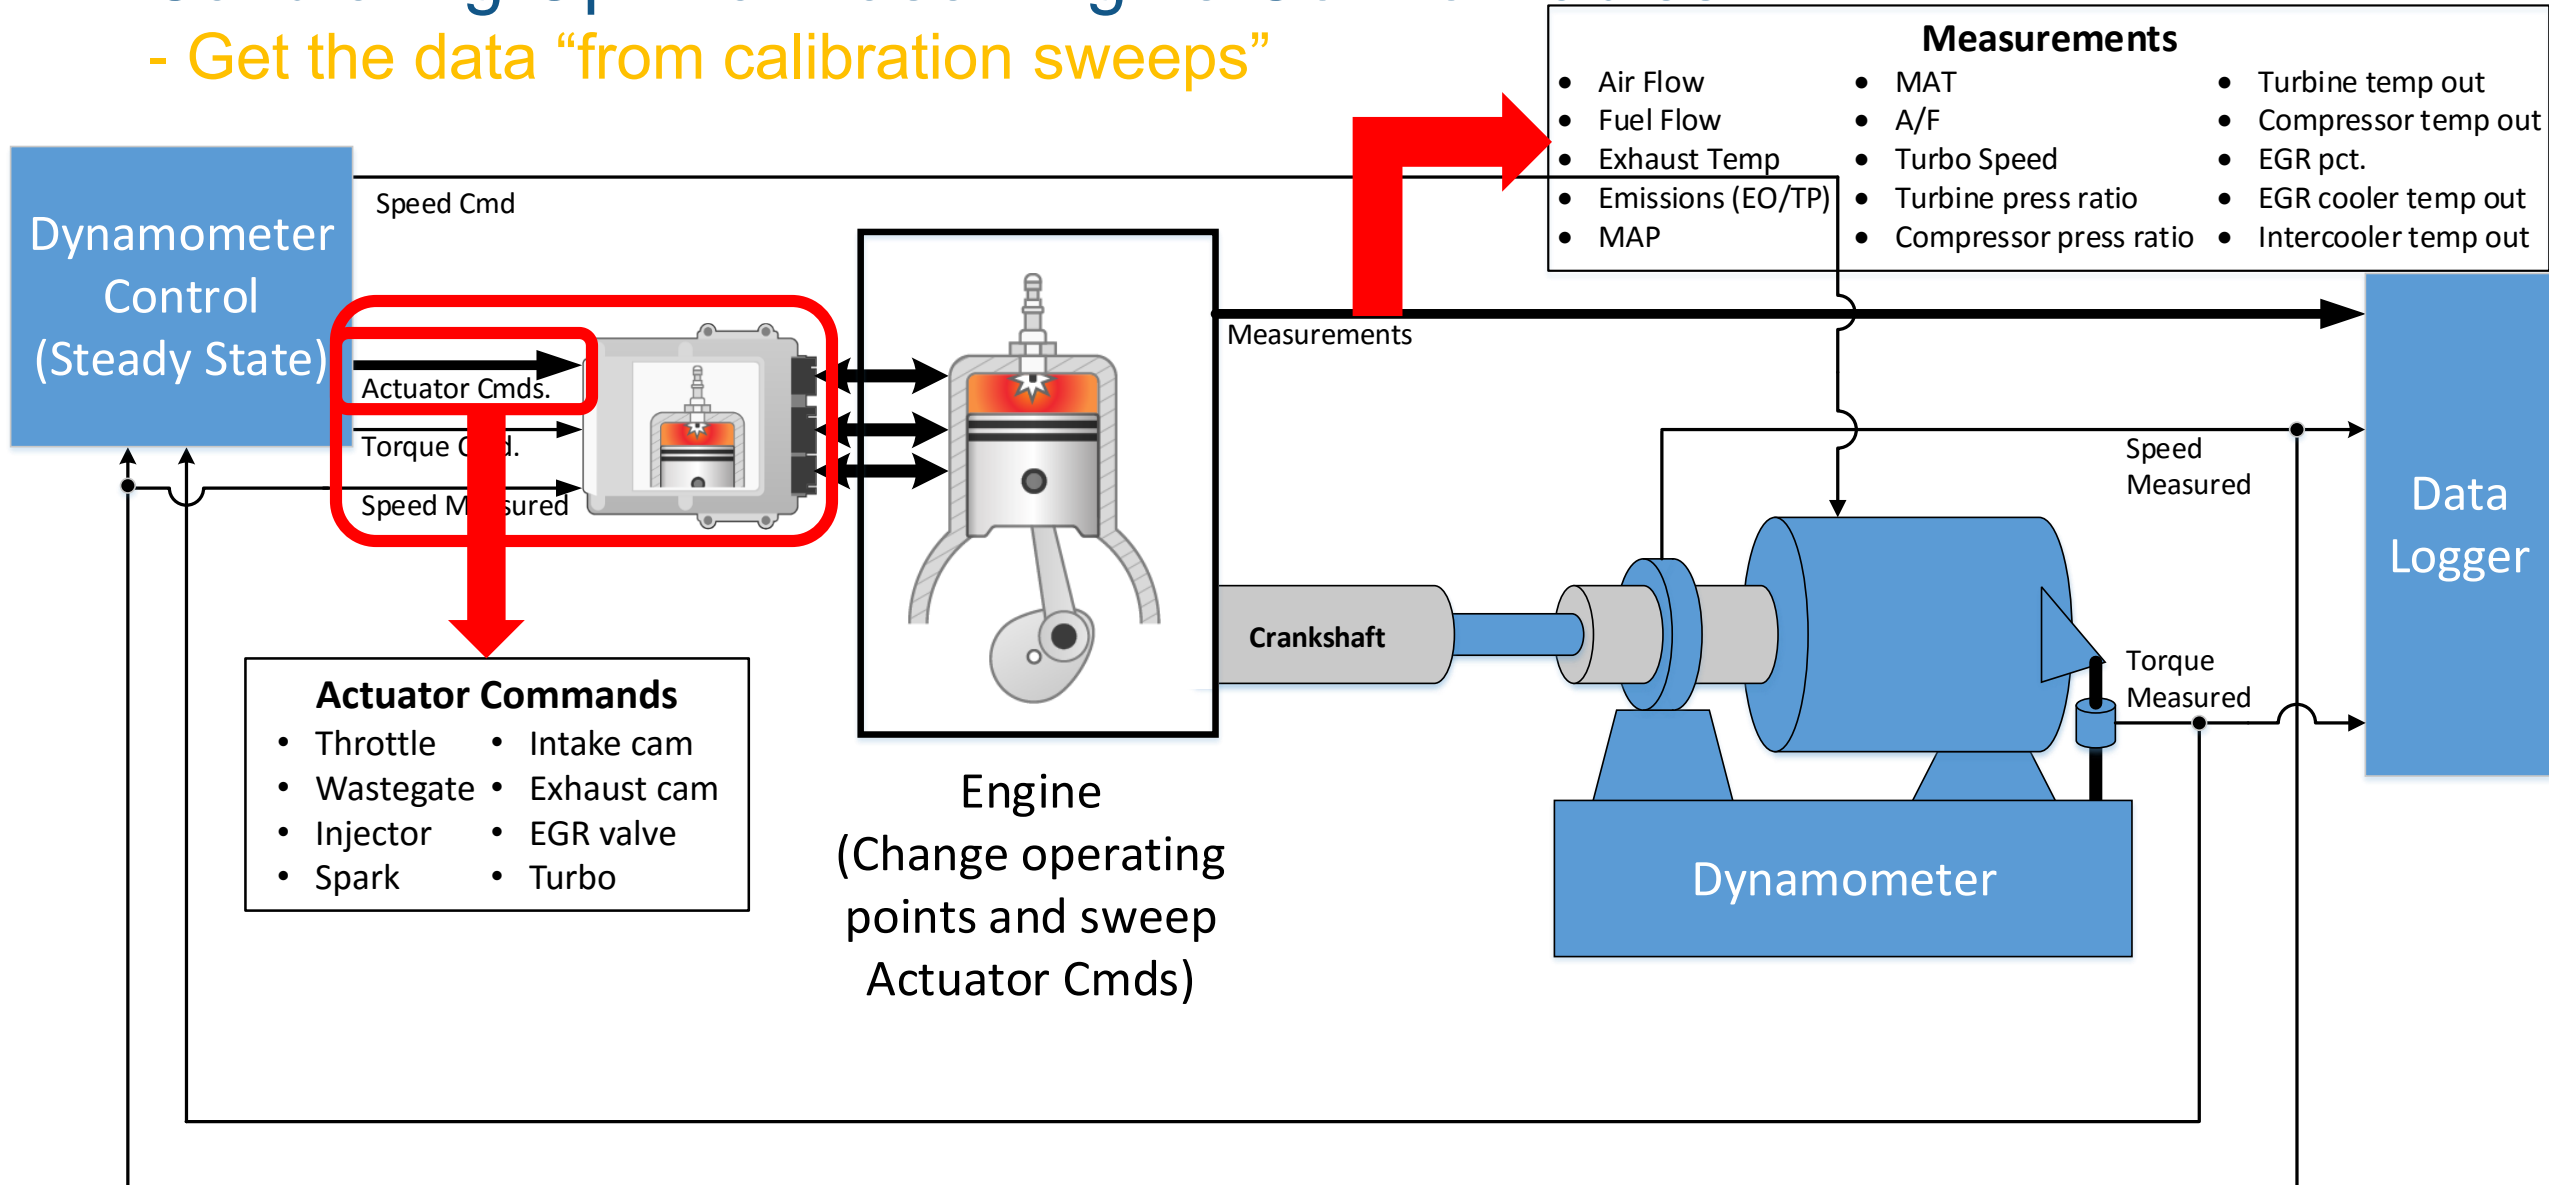 - Get the data “from calibration sweeps”
Measurements
• Air Flow
• Fuel Flow
• Exhaust Temp
• Emissions (EO/TP)
• MAP
• MAT
• A/F
• Turbo Speed
• Turbine press ratio
• Compressor press ratio
• Turbine temp out
• Compressor temp out
• EGR pct.
• EGR cooler temp out
• Intercooler temp out
Dynamometer
Control
(Steady State)
Speed Cmd
Actuator Cmds.
Torque
Speed
Measurements
Actuator Commands
• Throttle
• Wastegate
• Injector
• Spark
• Intake cam
• Exhaust cam
• EGR valve
• Turbo
Engine
(Change operating
points and sweep
Actuator Cmds)
Crankshaft
Speed
Measured
Torque
Measured
Dynamometer
Data
Logger